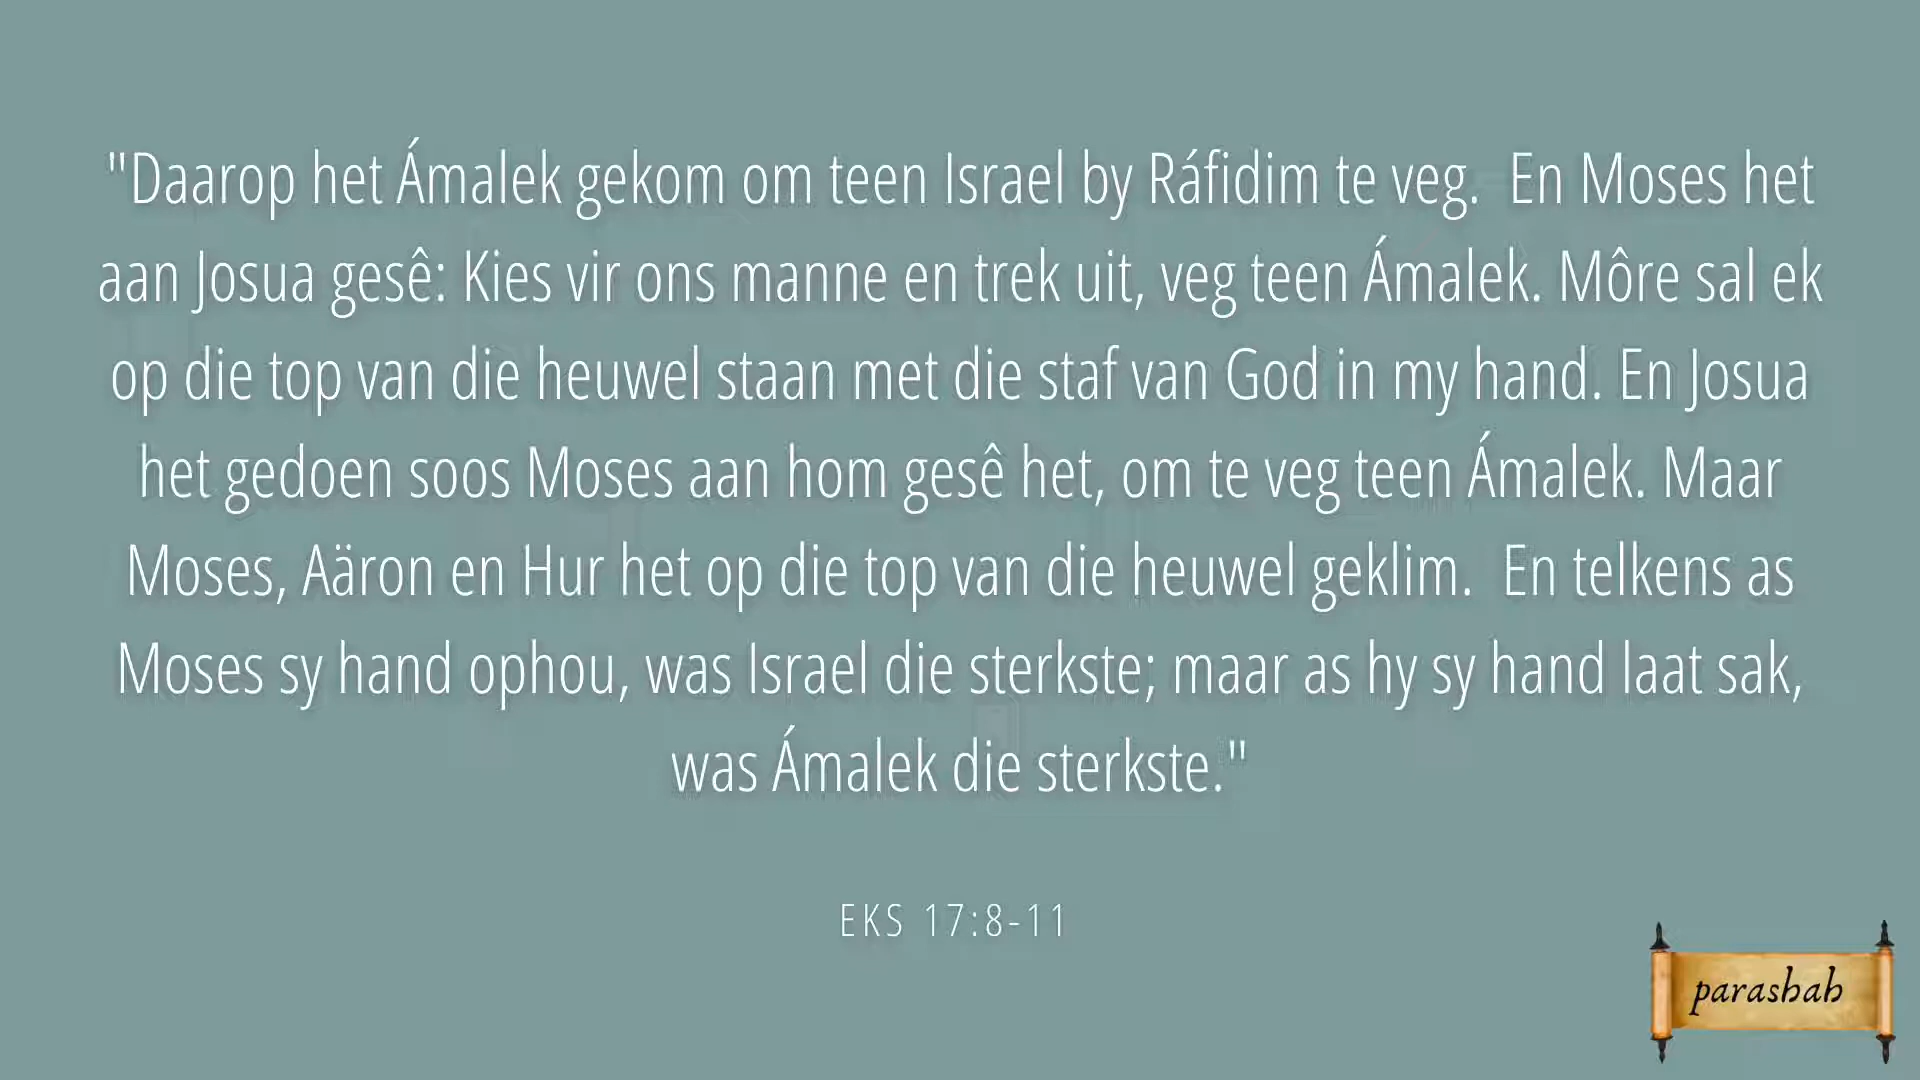 "Daarop het Ámalek gekom om teen Israel by Ráfidim te veg.  En Moses het
aan Josua gesê: Kies vir ons manne en trek uit, veg teen Ámalek. Môre sal ek
op die top van die heuwel staan met die staf van God in my hand. En Josua
het gedoen soos Moses aan hom gesê het, om te veg teen Ámalek. Maar
Moses, Aäron en Hur het op die top van die heuwel geklim.  En telkens as
Moses sy hand ophou, was Israel die sterkste; maar as hy sy hand laat sak,
was Ámalek die sterkste."
EKS 17:8-11
parashah